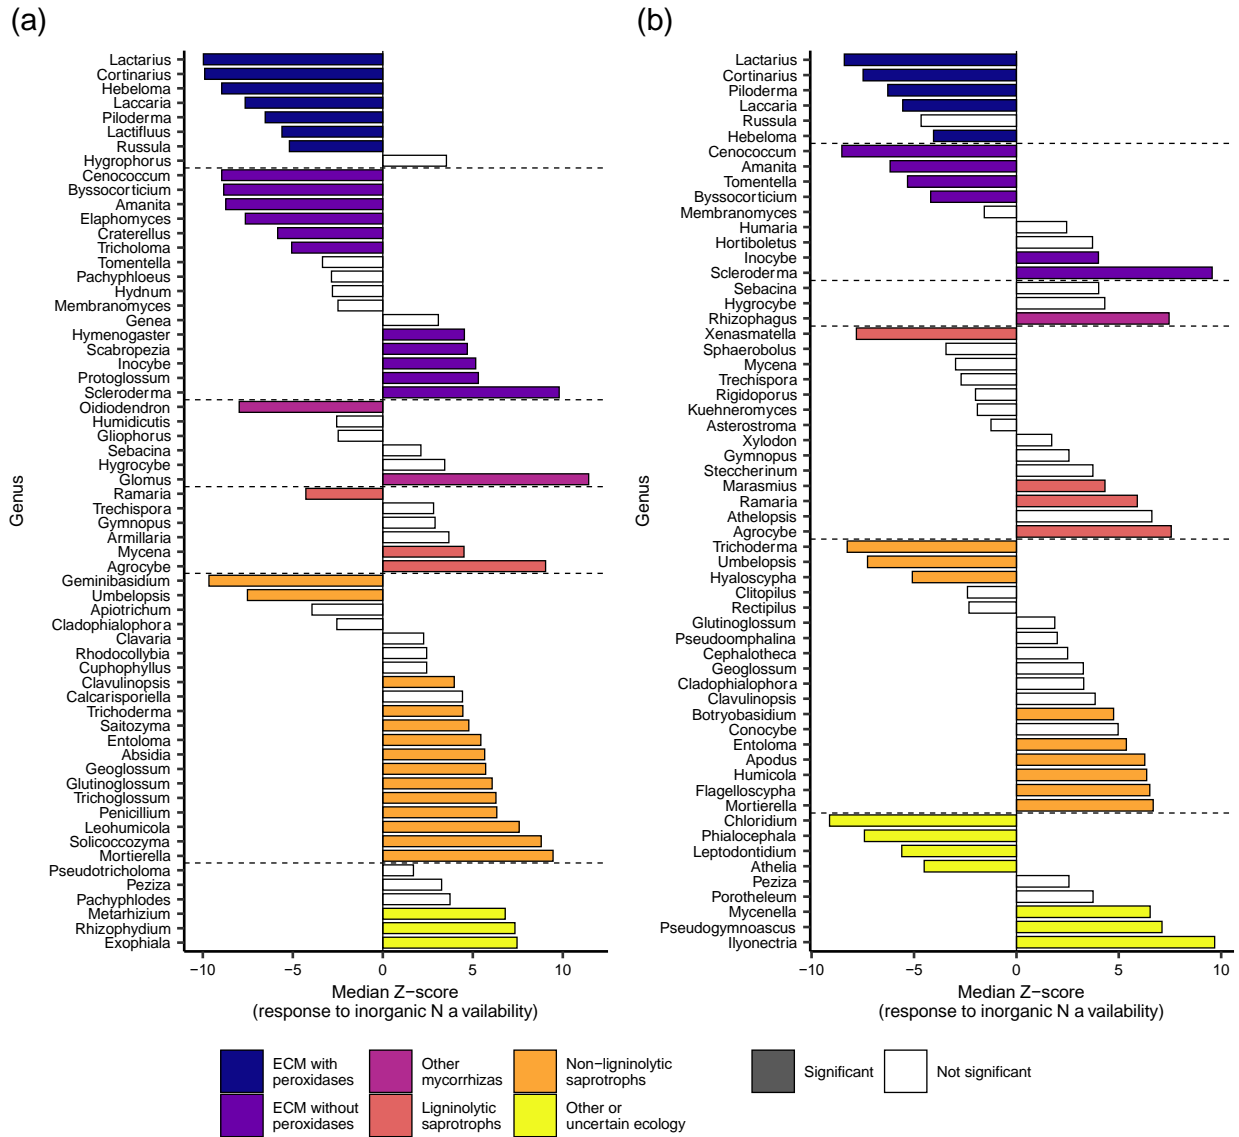 (a)
Genus
Lactarius
Cortinarius
Hebeloma
Laccaria
Piloderma
Lactifluus
Russula
Hygrophorus
Cenococcum
Byssocorticium
Amanita
Elaphomyces
Craterellus
Tricholoma
Tomentella
Pachyphloeus
Hydnum
Membranomyces
Genea
Hymenogaster
Scabropezia
Inocybe
Protoglossum
Scleroderma
Oidiodendron
Humidicutis
Gliophorus
Sebacina
Hygrocybe
Glomus
Ramaria
Trechispora
Gymnopus
Armillaria
Mycena
Agrocybe
Geminibasidium
Umbelopsis
Apiotrichum
Cladophialophora
Clavaria
Rhodocollybia
Cuphophyllus
Clavulinopsis
Calcarisporiella
Trichoderma
Saitozyma
Entoloma
Absidia
Geoglossum
Glutinoglossum
Trichoglossum
Penicillium
Leohumicola
Solicoccozyma
Mortierella
Pseudotricholoma
Peziza
Pachyphlodes
Metarhizium
Rhizophydium
Exophiala
−10 −5 0 5 10
Median Z−score
(response to inorganic N a vailability)
(b)
Genus
Lactarius
Cortinarius
Piloderma
Laccaria
Russula
Hebeloma
Cenococcum
Amanita
Tomentella
Byssocorticium
Membranomyces
Humaria
Hortiboletus
Inocybe
Scleroderma
Sebacina
Hygrocybe
Rhizophagus
Xenasmatella
Sphaerobolus
Mycena
Trechispora
Rigidoporus
Kuehneromyces
Asterostroma
Xylodon
Gymnopus
Steccherinum
Marasmius
Ramaria
Athelopsis
Agrocybe
Trichoderma
Umbelopsis
Hyaloscypha
Clitopilus
Rectipilus
Glutinoglossum
Pseudoomphalina
Cephalotheca
Geoglossum
Cladophialophora
Clavulinopsis
Botryobasidium
Conocybe
Entoloma
Apodus
Humicola
Flagelloscypha
Mortierella
Chloridium
Phialocephala
Leptodontidium
Athelia
Peziza
Porotheleum
Mycenella
Pseudogymnoascus
Ilyonectria
−10 −5 0 5 10
Median Z−score
(response to inorganic N a vailability)
ECM with
peroxidases
ECM without
peroxidases
Other
mycorrhizas
Ligninolytic
saprotrophs
Non−ligninolytic
saprotrophs
Other or
uncertain ecology
Significant
Not significant